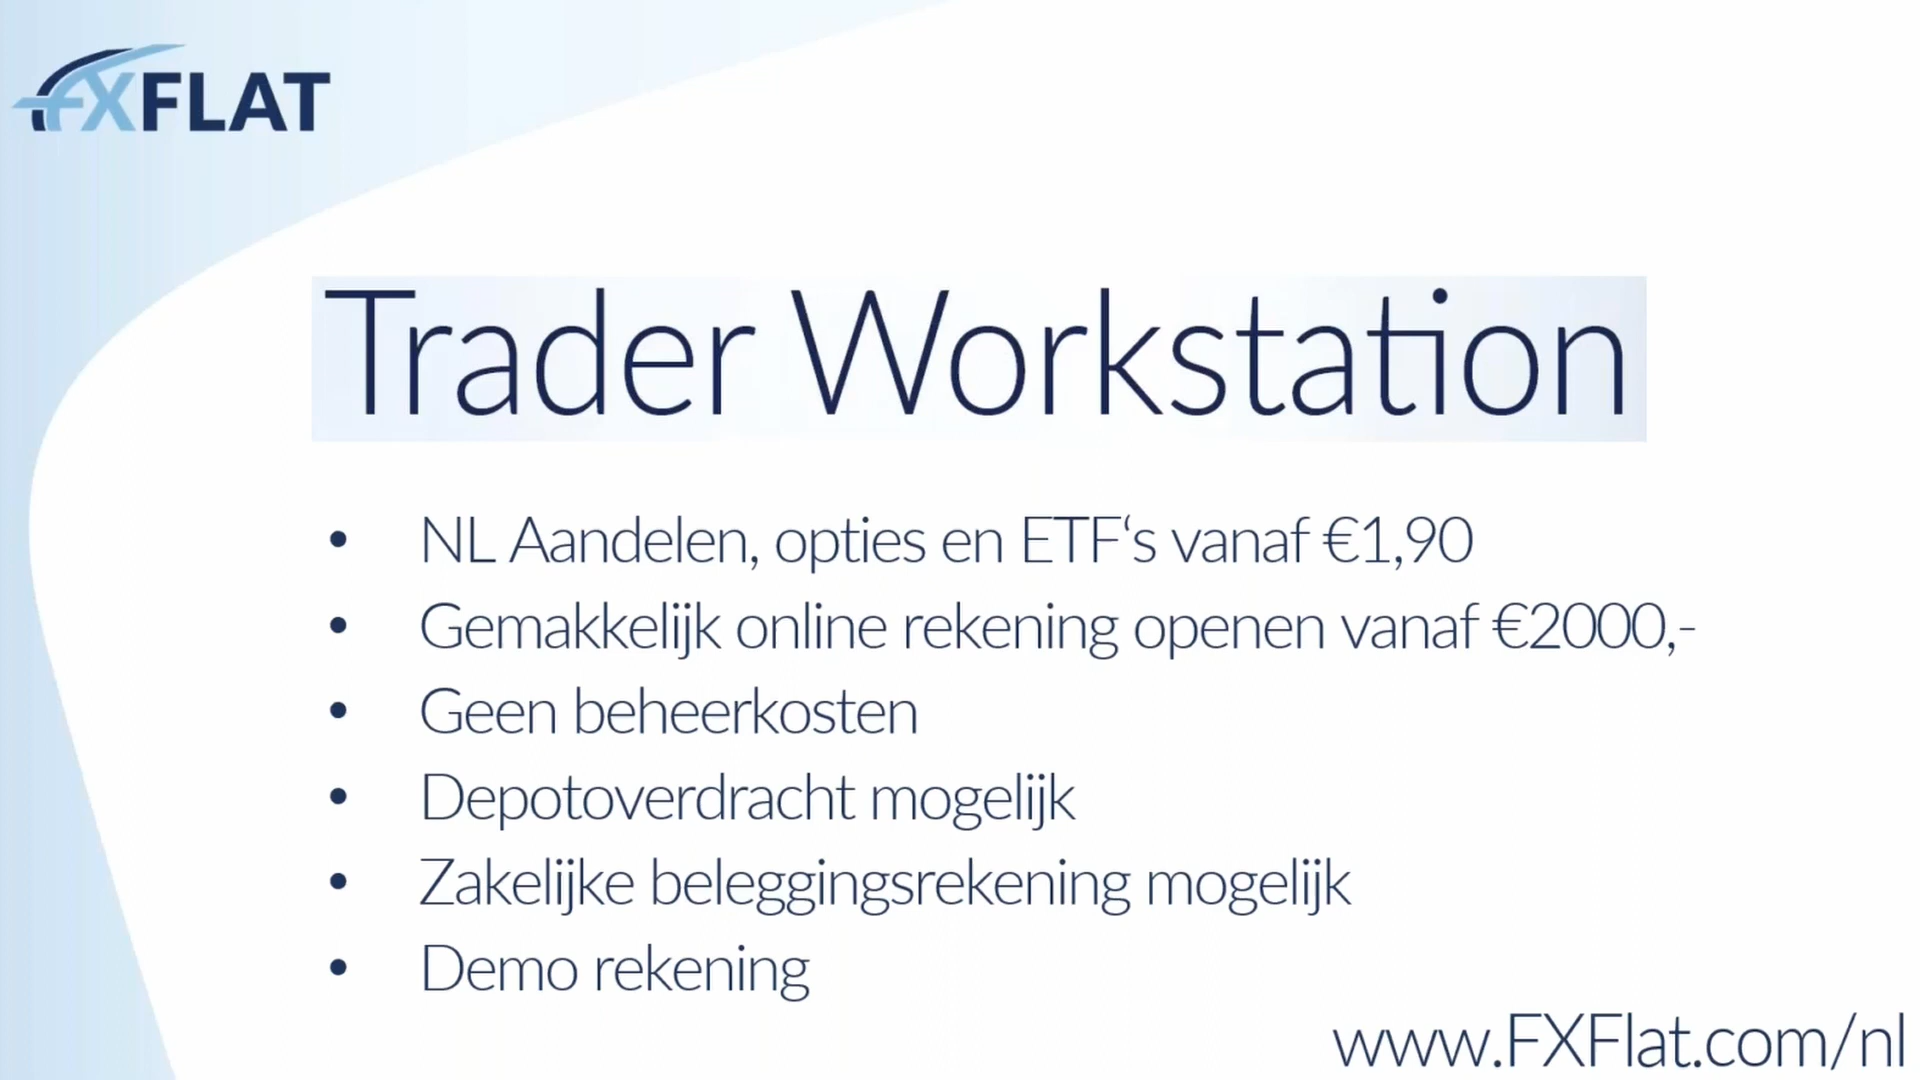 FXFLAT
Trader Workstation
• NL Aandelen, opties en ETF‘s vanaf €1,90
• Gemakkelijk online rekening openen vanaf €2000,-
• Geen beheerkosten
• Depotoverdracht mogelijk
• Zakelijke beleggingsrekening mogelijk
• Demo rekening
www.FXFlat.com/nl